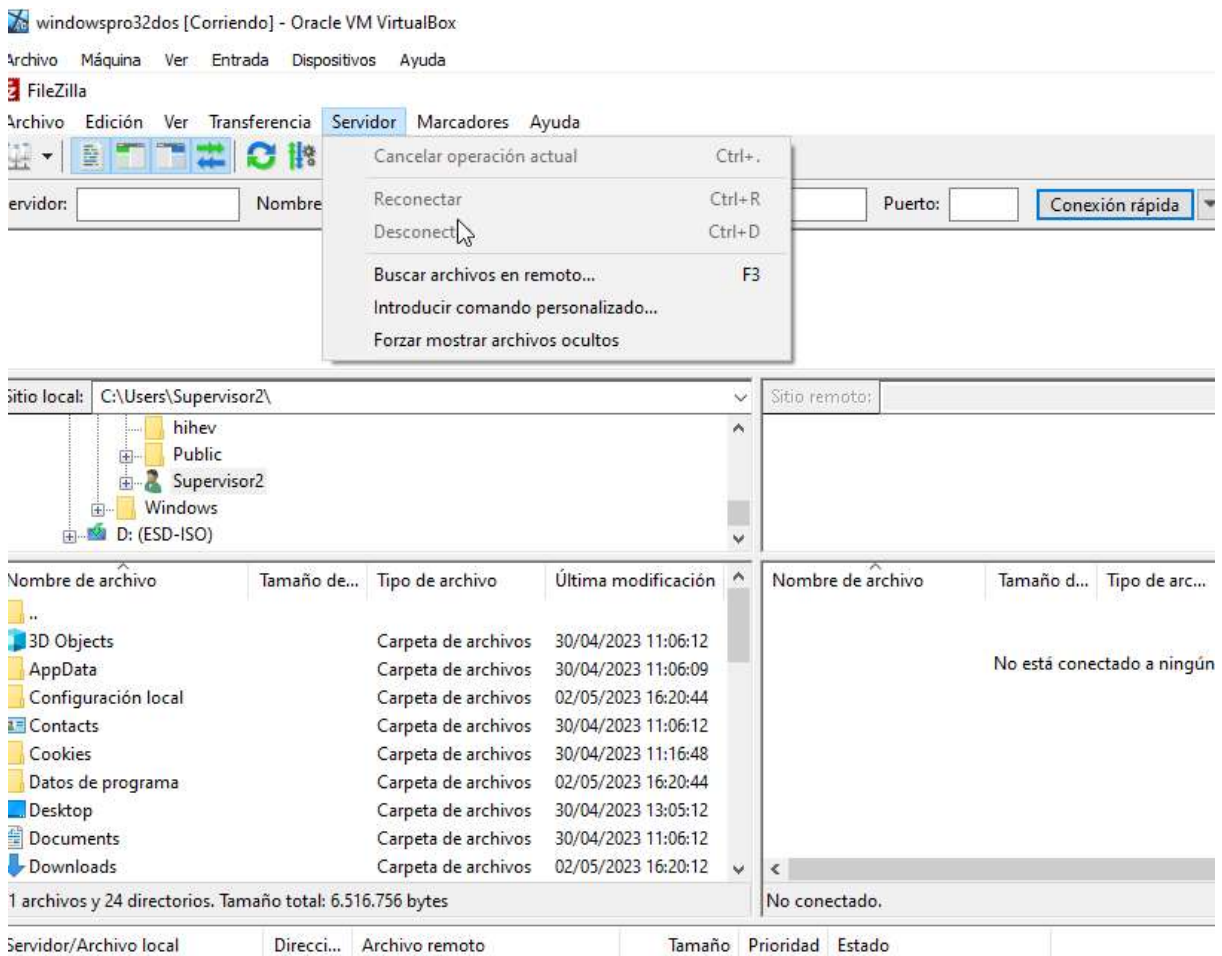 windowspro32dos [Corriendo] - Oracle VM VirtualBox
Archivo Máquina Ver Entrada Dispositivos Ayuda
FileZilla
Archivo Edición Ver Transferencia Servidor Marcadores Ayuda
Cancelar operación actual Ctrl+.
ervidor: Nombre Reconectar Ctrl+R Puerto: Conexión rápida
Desconect Ctrl+D
Buscar archivos en remoto... F3
Introducir comando personalizado...
Forzar mostrar archivos ocultos
Sitio local: C:\Users\Supervisor2\ Sitio remoto:
hihev
Public
Supervisor2
Windows
D: (ESD-ISO)
Nombre de archivo Tamaño de... Tipo de archivo Última modificación Nombre de archivo Tamaño d... Tipo de arc...
..
3D Objects Carpeta de archivos 30/04/2023 11:06:12
AppData Carpeta de archivos 30/04/2023 11:06:09 No está conectado a ningún
Configuración local Carpeta de archivos 02/05/2023 16:20:44
Contacts Carpeta de archivos 30/04/2023 11:06:12
Cookies Carpeta de archivos 30/04/2023 11:16:48
Datos de programa Carpeta de archivos 02/05/2023 16:20:44
Desktop Carpeta de archivos 30/04/2023 13:05:12
Documents Carpeta de archivos 30/04/2023 11:06:12
Downloads Carpeta de archivos 02/05/2023 16:20:12
1 archivos y 24 directorios. Tamaño total: 6.516.756 bytes No conectado.
Servidor/Archivo local Direcci... Archivo remoto Tamaño Prioridad Estado